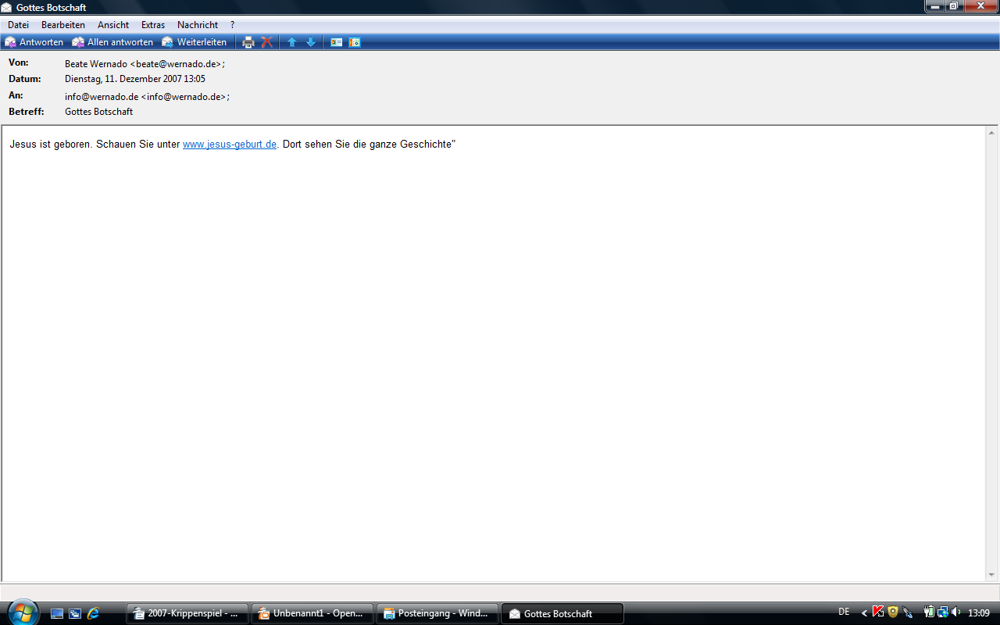 Gottes Botschaft
Datei Bearbeiten Ansicht Extras Nachricht ?
Antworten Allen antworten Weiterleiten
Von: Beate Wernado <beate@wernado.de>;
Datum: Dienstag, 11. Dezember 2007 13:05
An: info@wernado.de <info@wernado.de>;
Betreff: Gottes Botschaft
Jesus ist geboren. Schauen Sie unter www.jesus-geburt.de. Dort sehen Sie die ganze Geschichte"
2007-Krippenspiel - ... Unbenannt1 - Open... Posteingang - Wind... Gottes Botschaft DE 13:09